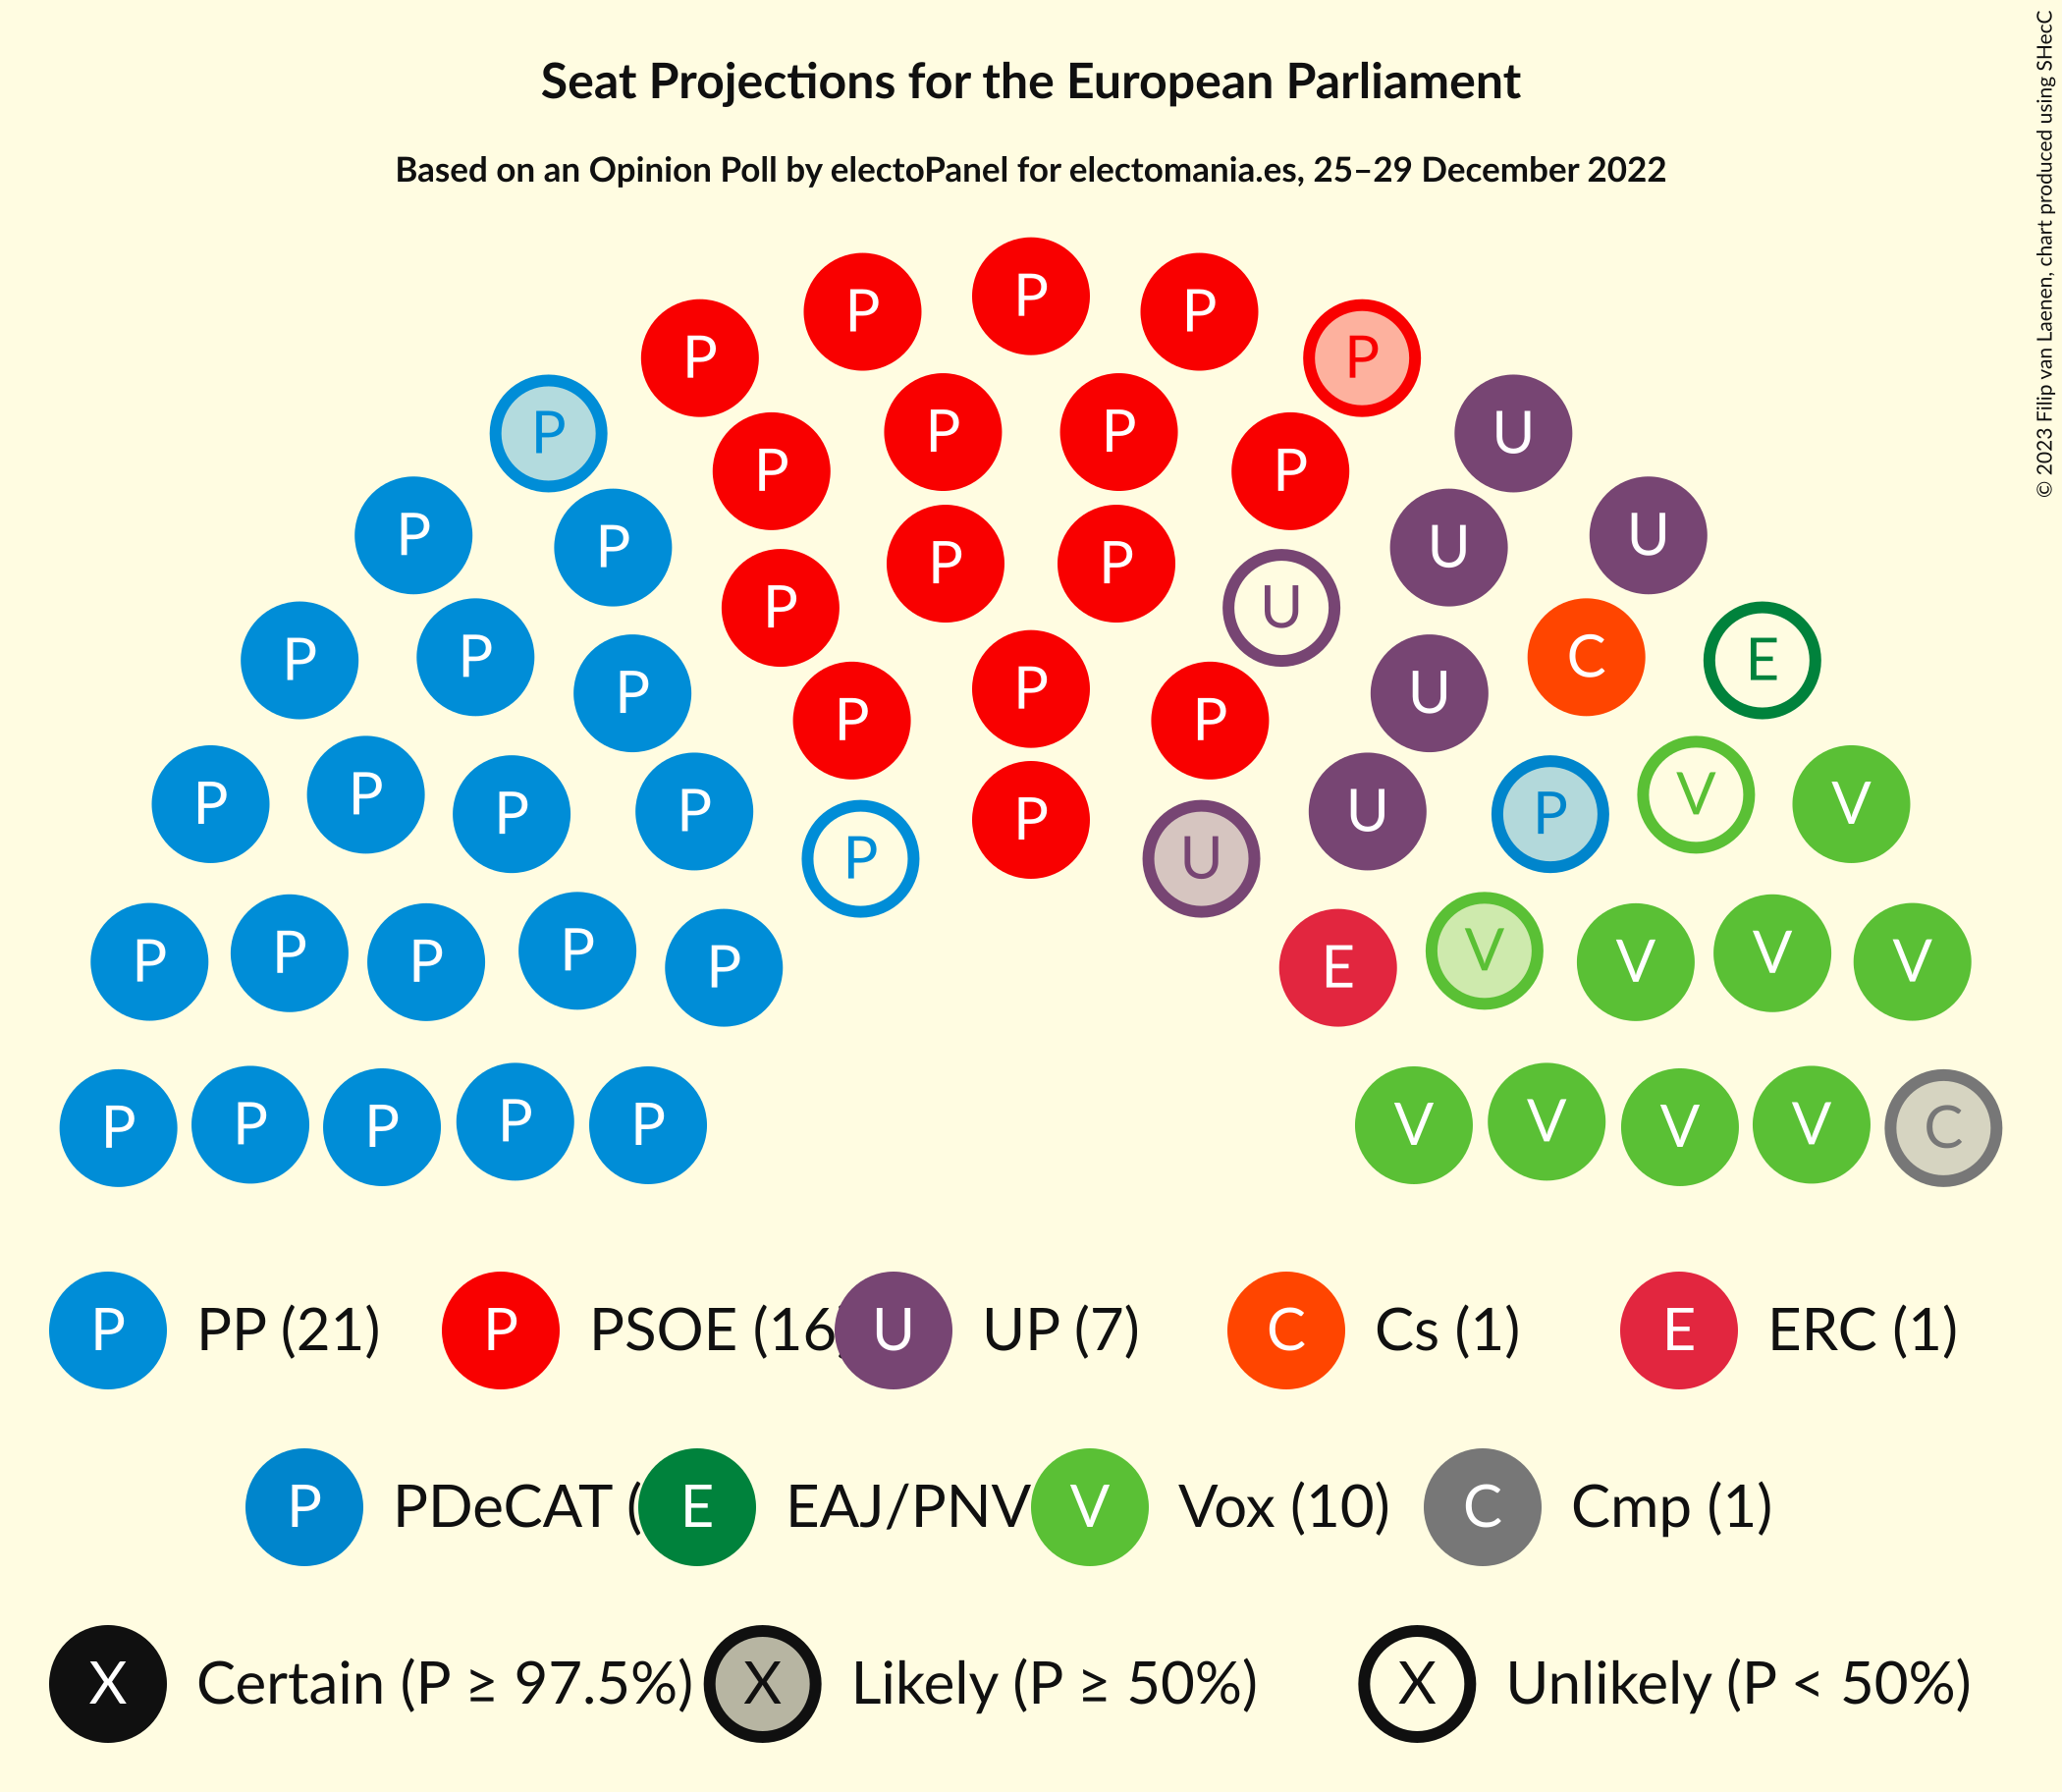 Seat Projections for the European Parliament
Based on an Opinion Poll by electoPanel for electomania.es, 25–29 December 2022
© 2023 Filip van Laenen, chart produced using SHecC
P
P P
P P
P P
P P P P
P U
P P P U
P P
P P P U U
P P C E
P P U
P P P
P P P U
P P P V V
P P U
P P P P P E V V V V
P P P P P V V V V C
P PP (21) P PSOE (16 U UP (7) C Cs (1) E ERC (1)
P PDeCAT ( E EAJ/PNV V Vox (10) C Cmp (1)
X Certain (P ≥ 97.5%) X Likely (P ≥ 50%) X Unlikely (P < 50%)